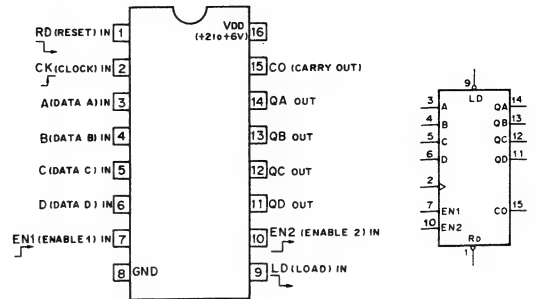 RD (RESET) IN 1
CK (CLOCK) IN 2
A (DATA A) IN 3
B (DATA B) IN 4
C (DATA C) IN 5
D (DATA D) IN 6
EN1 (ENABLE 1) IN 7
8 GND
VDD 16
(+2 to +6V)
15 CO (CARRY OUT)
14 QA OUT
13 QB OUT
12 QC OUT
11 QD OUT
10 EN2 (ENABLE 2) IN
9 LD (LOAD) IN
9
LD
3 A QA 14
4 B QB 13
5 C QC 12
6 D QD 11
2
7 EN1 CO 15
10 EN2
RD
1